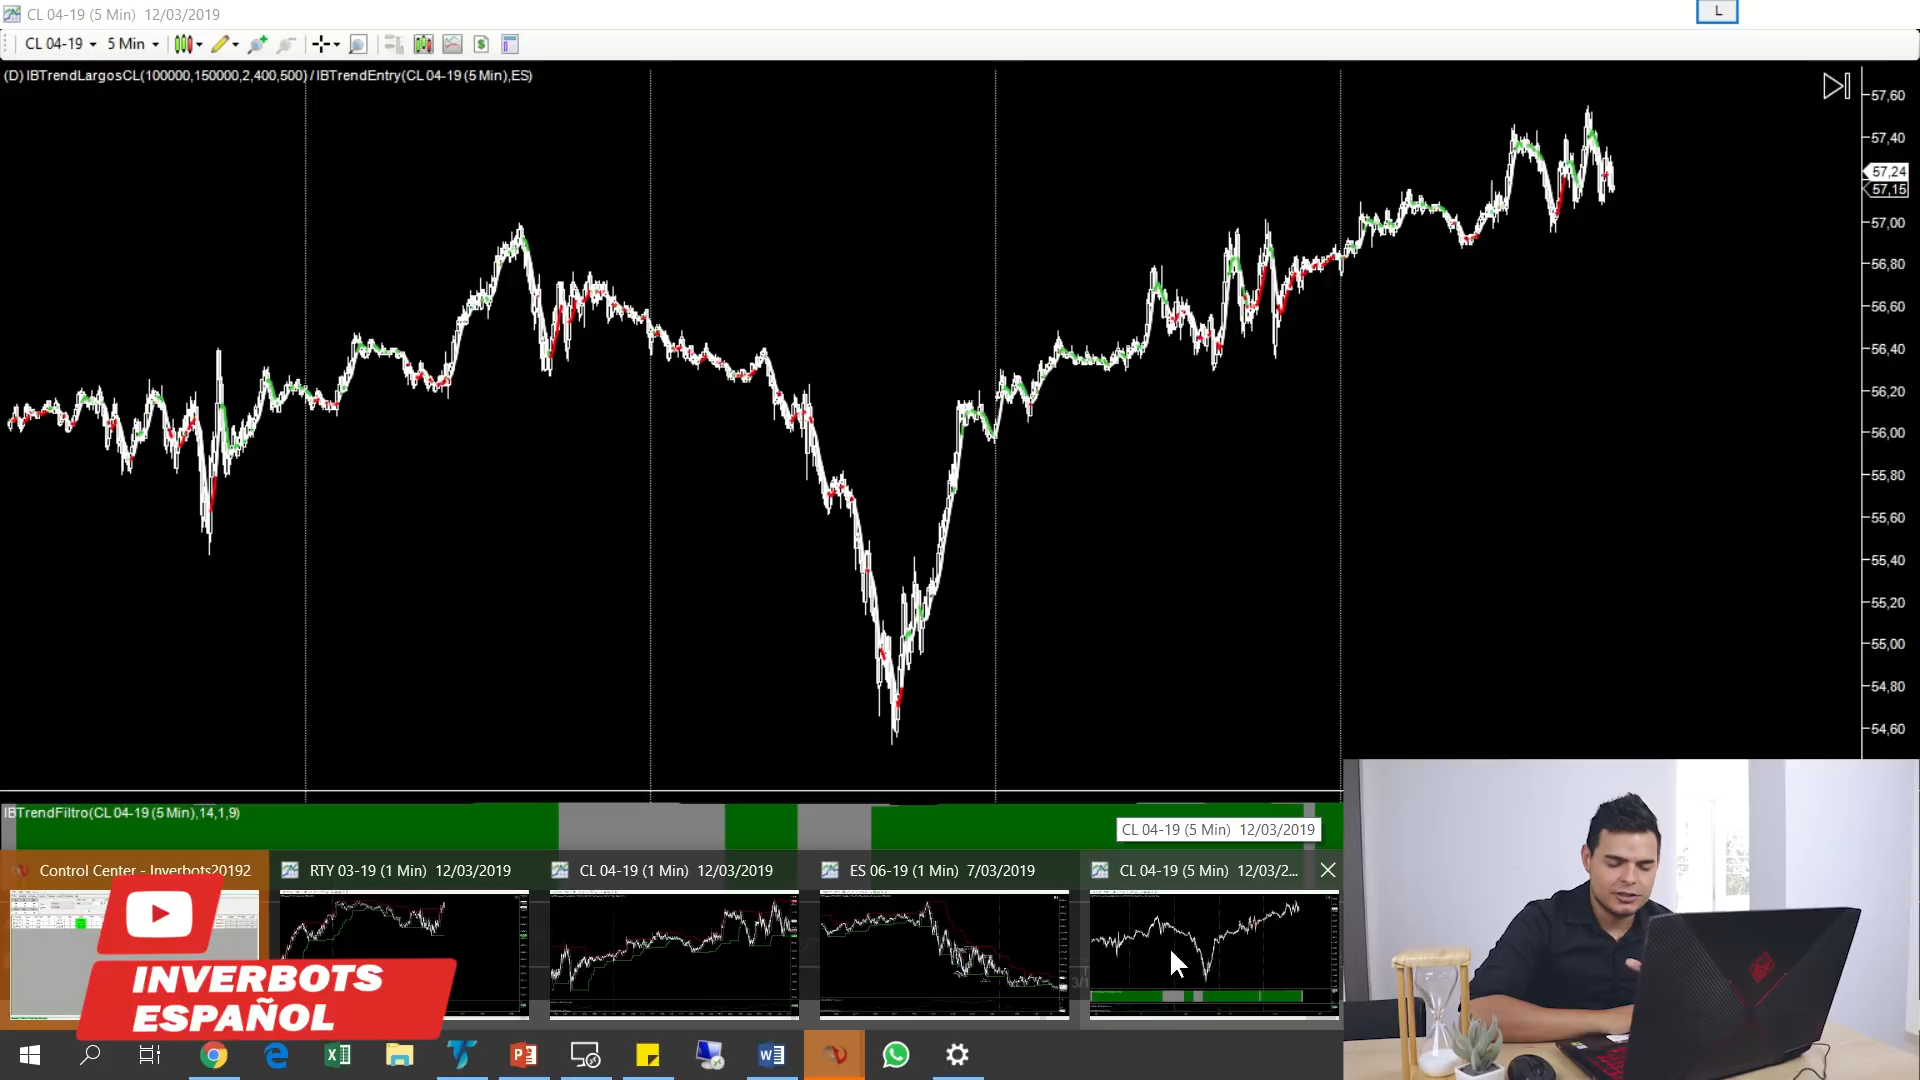 CL 04-19 (5 Min) 12/03/2019
L
CL 04-19 5 Min
(D) IBTrendLargosCL(100000,150000,2,400,500)/IBTrendEntry(CL 04-19 (5 Min),ES)
57,60
57,40
57,24
57,15
57,00
56,80
56,60
56,40
56,20
56,00
55,80
55,60
55,40
55,20
55,00
54,80
54,60
IBTrendFiltro(CL 04-19 (5 Min),14,1,9)
CL 04-19 (5 Min) 12/03/2019
Control Center - Inverbots20192
RTY 03-19 (1 Min) 12/03/2019
CL 04-19 (1 Min) 12/03/2019
ES 06-19 (1 Min) 7/03/2019
CL 04-19 (5 Min) 12/03/2...
INVERBOTS
ESPAÑOL